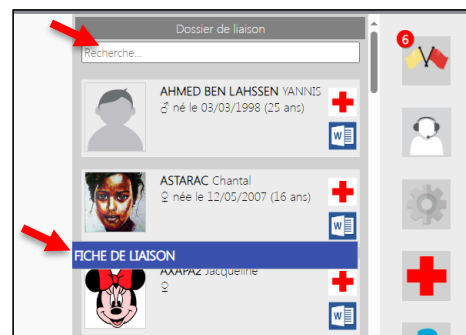 Dossier de liaison
Recherche...
6
AHMED BEN LAHSSEN YANNIS
♂ né le 03/03/1998 (25 ans)
W
ASTARAC Chantal
♀ née le 12/05/2007 (16 ans)
W
FICHE DE LIAISON
AXAPA2 Jacqueline
♀
W
?